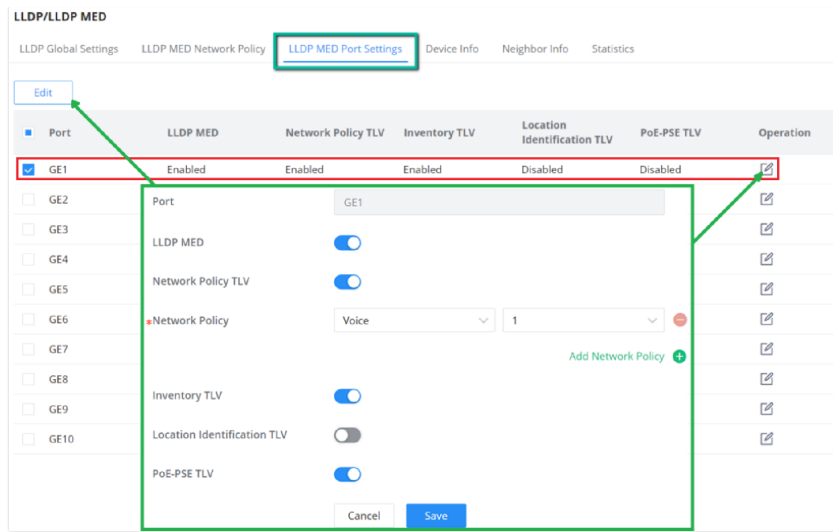 LLDP/LLDP MED
LLDP Global Settings LLDP MED Network Policy LLDP MED Port Settings Device Info Neighbor Info Statistics
Edit
Port LLDP MED Network Policy TLV Inventory TLV Location Identification TLV PoE-PSE TLV Operation
GE1 Enabled Enabled Enabled Disabled Disabled
GE2
GE3
GE4
GE5
GE6
GE7
GE8
GE9
GE10
Port GE1
LLDP MED
Network Policy TLV
*Network Policy Voice 1
Add Network Policy
Inventory TLV
Location Identification TLV
PoE-PSE TLV
Cancel Save